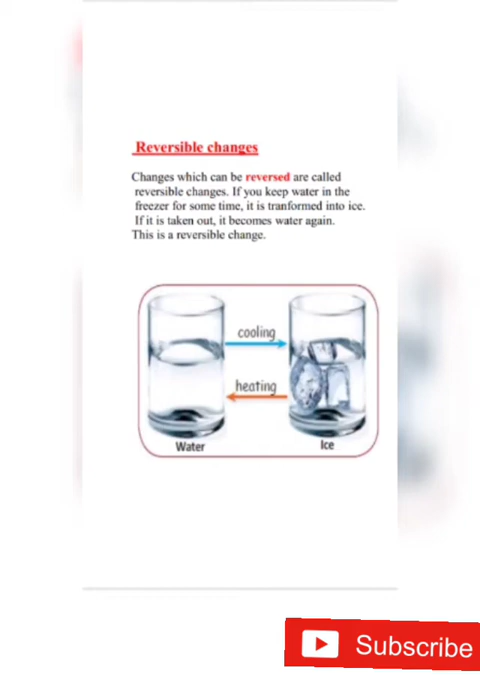 Reversible changes
Changes which can be reversed are called
reversible changes. If you keep water in the
freezer for some time, it is tranformed into ice.
If it is taken out, it becomes water again.
This is a reversible change.
cooling
heating
Water
Ice
Subscribe